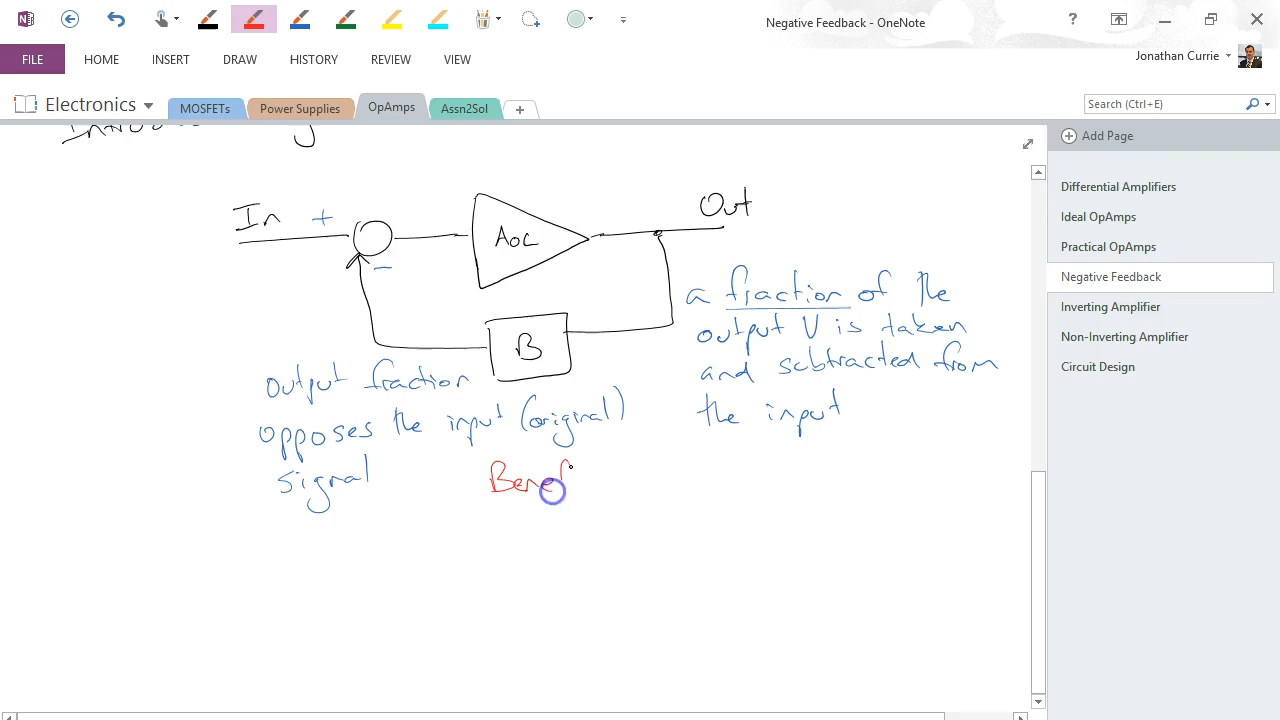 Negative Feedback - OneNote
?
Jonathan Currie
FILE HOME INSERT DRAW HISTORY REVIEW VIEW
Electronics
MOSFETs Power Supplies OpAmps Assn2Sol +
Search (Ctrl+E)
Add Page
Differential Amplifiers
Ideal OpAmps
Practical OpAmps
Negative Feedback
Inverting Amplifier
Non-Inverting Amplifier
Circuit Design
In +
AOL
Out
-
B
a fraction of the
output V is taken
and subtracted from
the input
output fraction
opposes the input (original)
signal
Benef